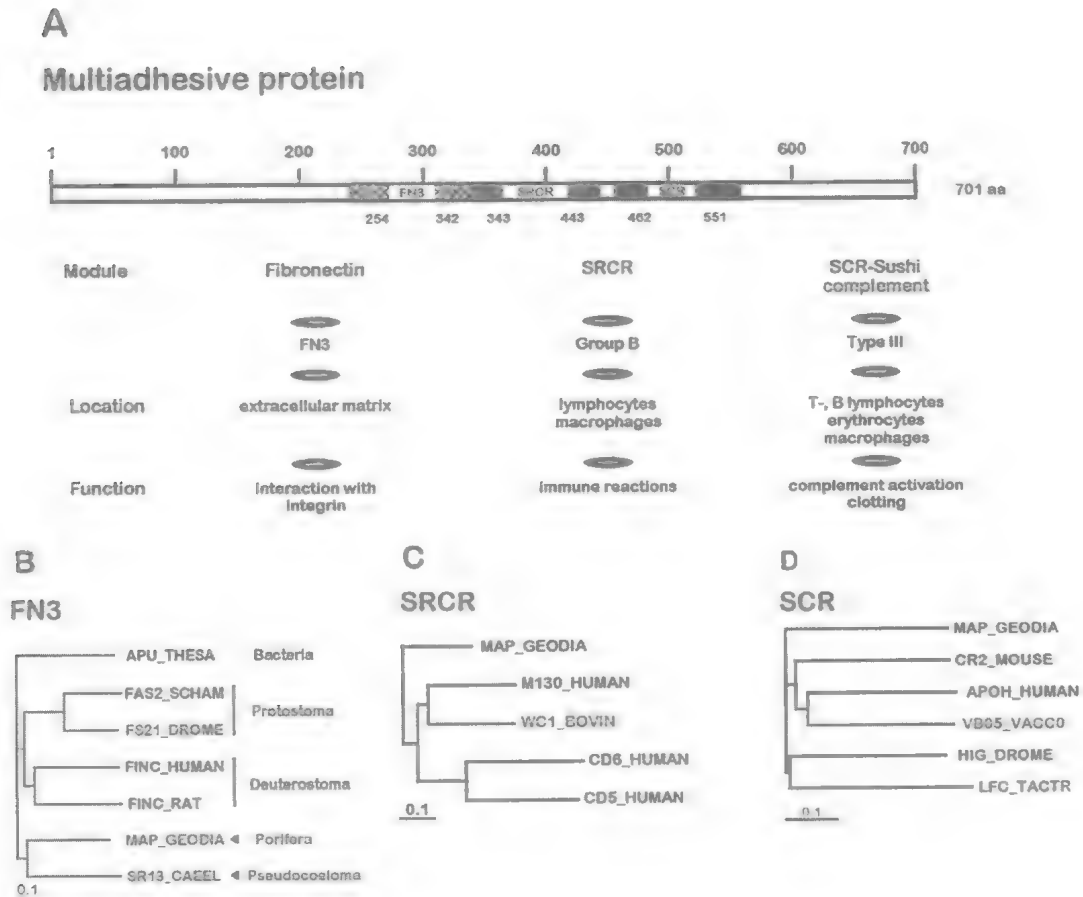 A
Multiadhesive protein
1 100 200 300 400 500 600 700
FN3 SRCR SCR 701 aa
254 342 343 443 462 551
Module Fibronectin SRCR SCR-Sushi
complement
FN3 Group B Type III
Location extracellular matrix lymphocytes
macrophages T-, B lymphocytes
erythrocytes
macrophages
Function interaction with
integrin immune reactions complement activation
clotting
B
FN3
APU_THESA Bacteria
FAS2_SCHAM
Protostoma
FS21_DROME
FINC_HUMAN
Deuterostoma
FINC_RAT
MAP_GEODIA Porifera
SR13_CAEEL Pseudocoeloma
0.1
C
SRCR
MAP_GEODIA
M130_HUMAN
WC1_BOVIN
CD6_HUMAN
CD5_HUMAN
0.1
D
SCR
MAP_GEODIA
CR2_MOUSE
APOH_HUMAN
VB05_VACC0
HIG_DROME
LFC_TACTR
0.1